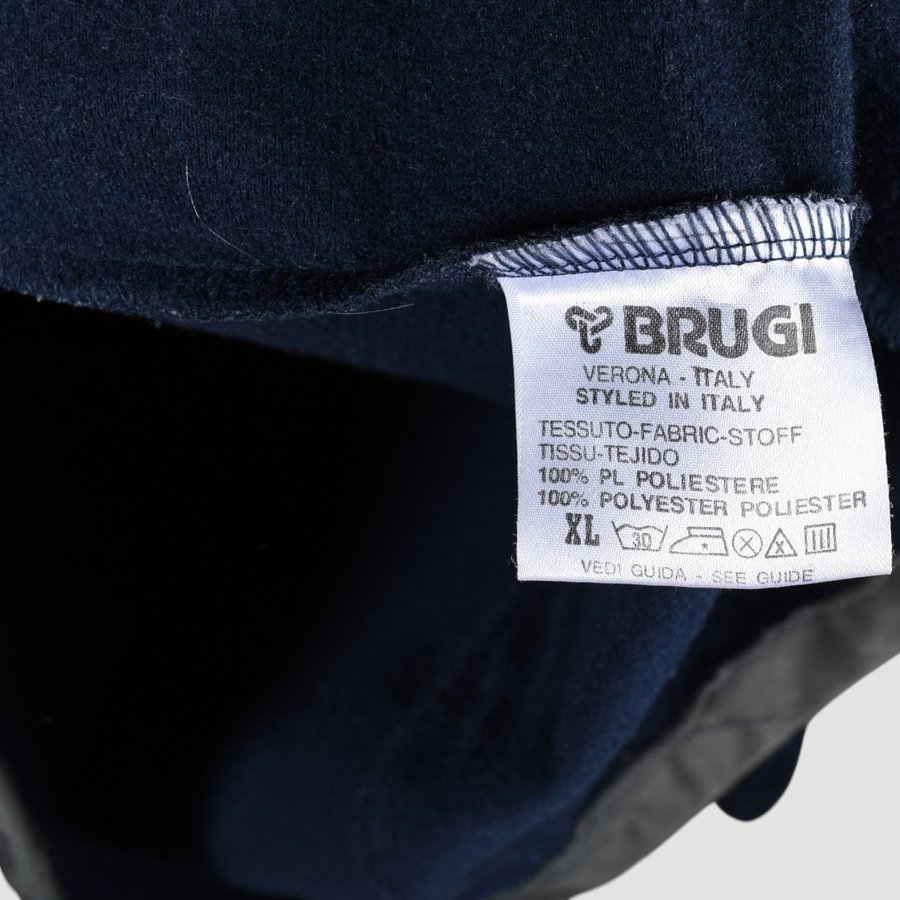 BRUGI
VERONA - ITALY
STYLED IN ITALY
TESSUTO-FABRIC-STOFF
TISSU-TEJIDO
100% PL POLIESTERE
100% POLYESTER POLIESTER
XL 30
VEDI GUIDA - SEE GUIDE